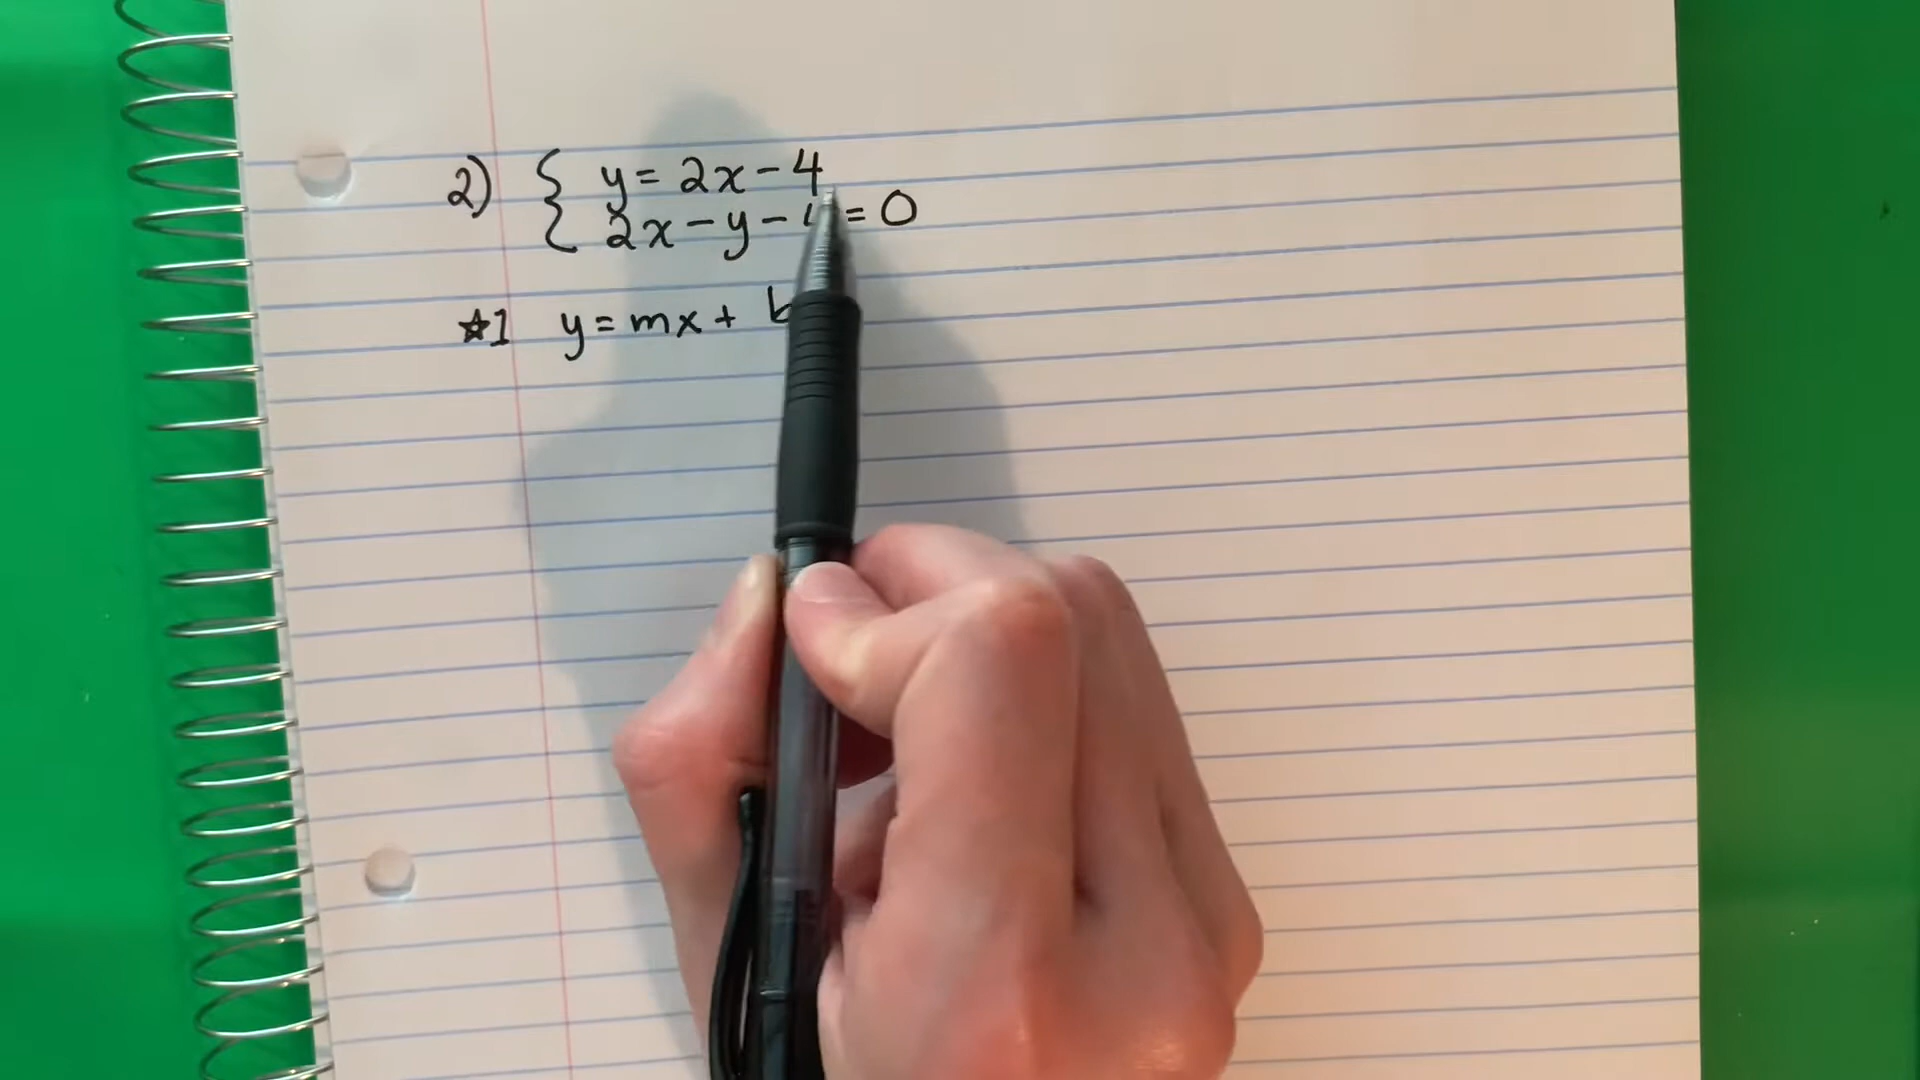 2) { y = 2x - 4
2x - y - = 0
☆1 y = mx + b